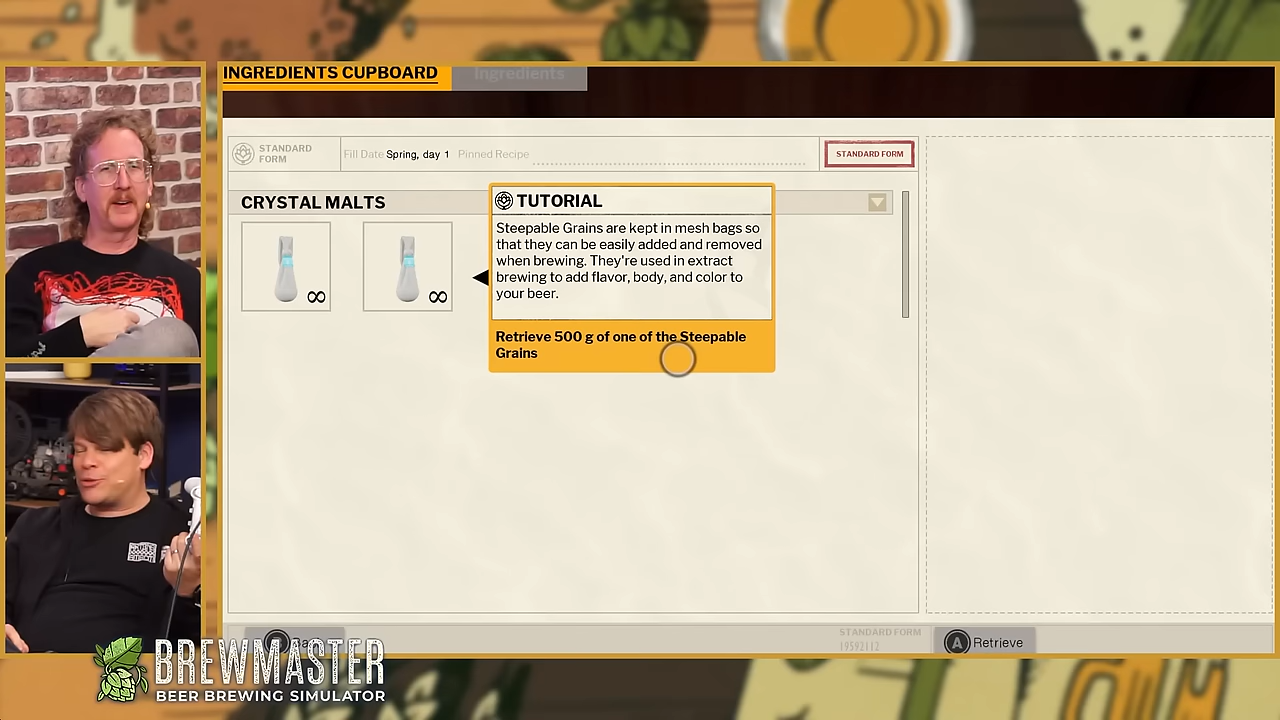 INGREDIENTS CUPBOARD
Ingredients
STANDARD
FORM
Fill Date Spring, day 1 Pinned Recipe
STANDARD FORM
CRYSTAL MALTS
TUTORIAL
Steepable Grains are kept in mesh bags so
that they can be easily added and removed
when brewing. They're used in extract
brewing to add flavor, body, and color to
your beer.
∞
∞
Retrieve 500 g of one of the Steepable
Grains
STANDARD FORM
19592112
A Retrieve
BREWMASTER
BEER BREWING SIMULATOR